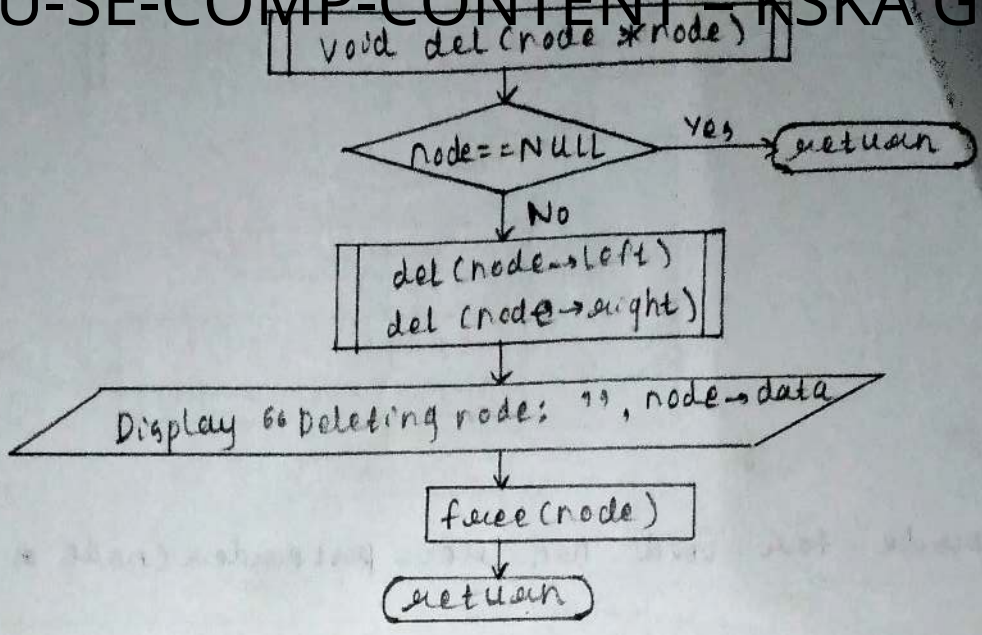 U-SE-COMP-CONTENT – KSKA G
void del (node *node)
node==NULL
Yes
return
No
del (node→left)
del (node→right)
Display "Deleting node: ", node→data
free (node)
return